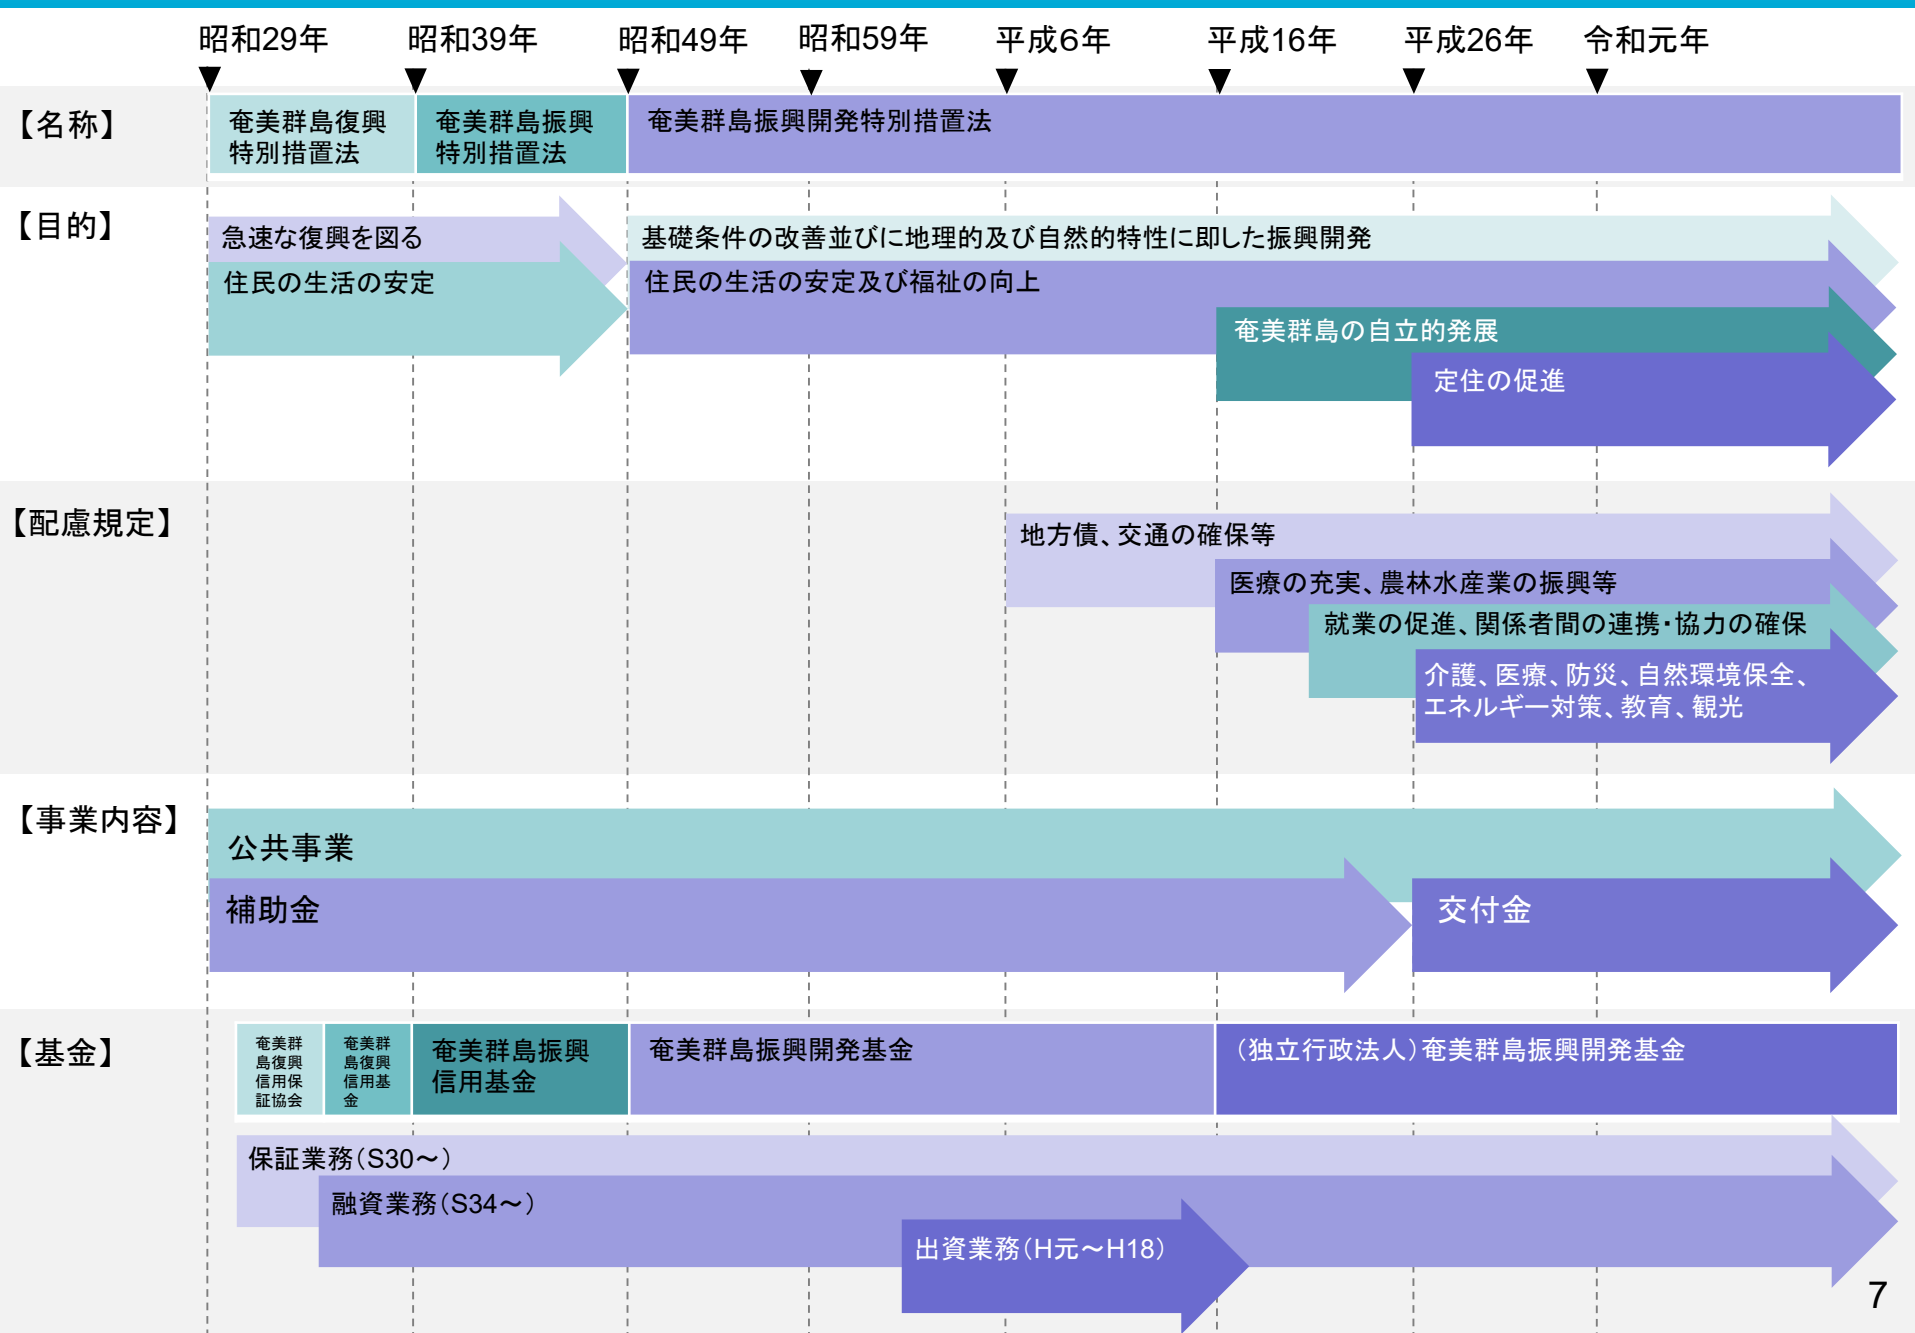 昭和29年
昭和39年
昭和49年
昭和59年
平成6年
平成16年
平成26年
令和元年
【名称】
奄美群島復興
特別措置法
奄美群島振興
特別措置法
奄美群島振興開発特別措置法
【目的】
急速な復興を図る
住民の生活の安定
基礎条件の改善並びに地理的及び自然的特性に即した振興開発
住民の生活の安定及び福祉の向上
奄美群島の自立的発展
定住の促進
【配慮規定】
地方債、交通の確保等
医療の充実、農林水産業の振興等
就業の促進、関係者間の連携・協力の確保
介護、医療、防災、自然環境保全、
エネルギー対策、教育、観光
【事業内容】
公共事業
補助金
交付金
【基金】
奄美群
島復興
信用保
証協会
奄美群
島復興
信用基
金
奄美群島振興
信用基金
奄美群島振興開発基金
（独立行政法人）奄美群島振興開発基金
保証業務（S30～）
融資業務（S34～）
出資業務（H元～H18）
7